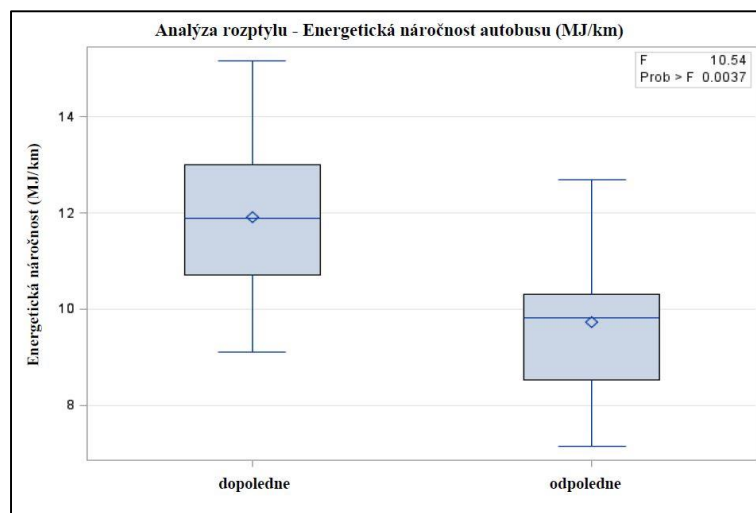 Analýza rozptylu - Energetická náročnost autobusu (MJ/km)
F 10.54
Prob > F 0.0037
Energetická náročnost (MJ/km)
14
12
10
8
dopoledne
odpoledne